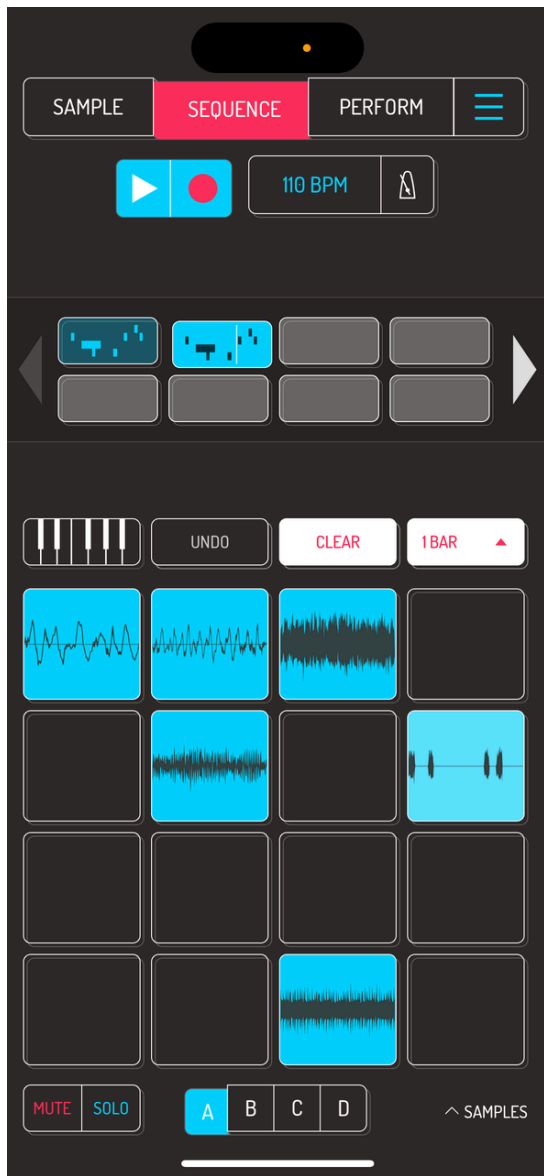 SAMPLE SEQUENCE PERFORM
110 BPM
UNDO CLEAR 1 BAR
MUTE SOLO A B C D SAMPLES